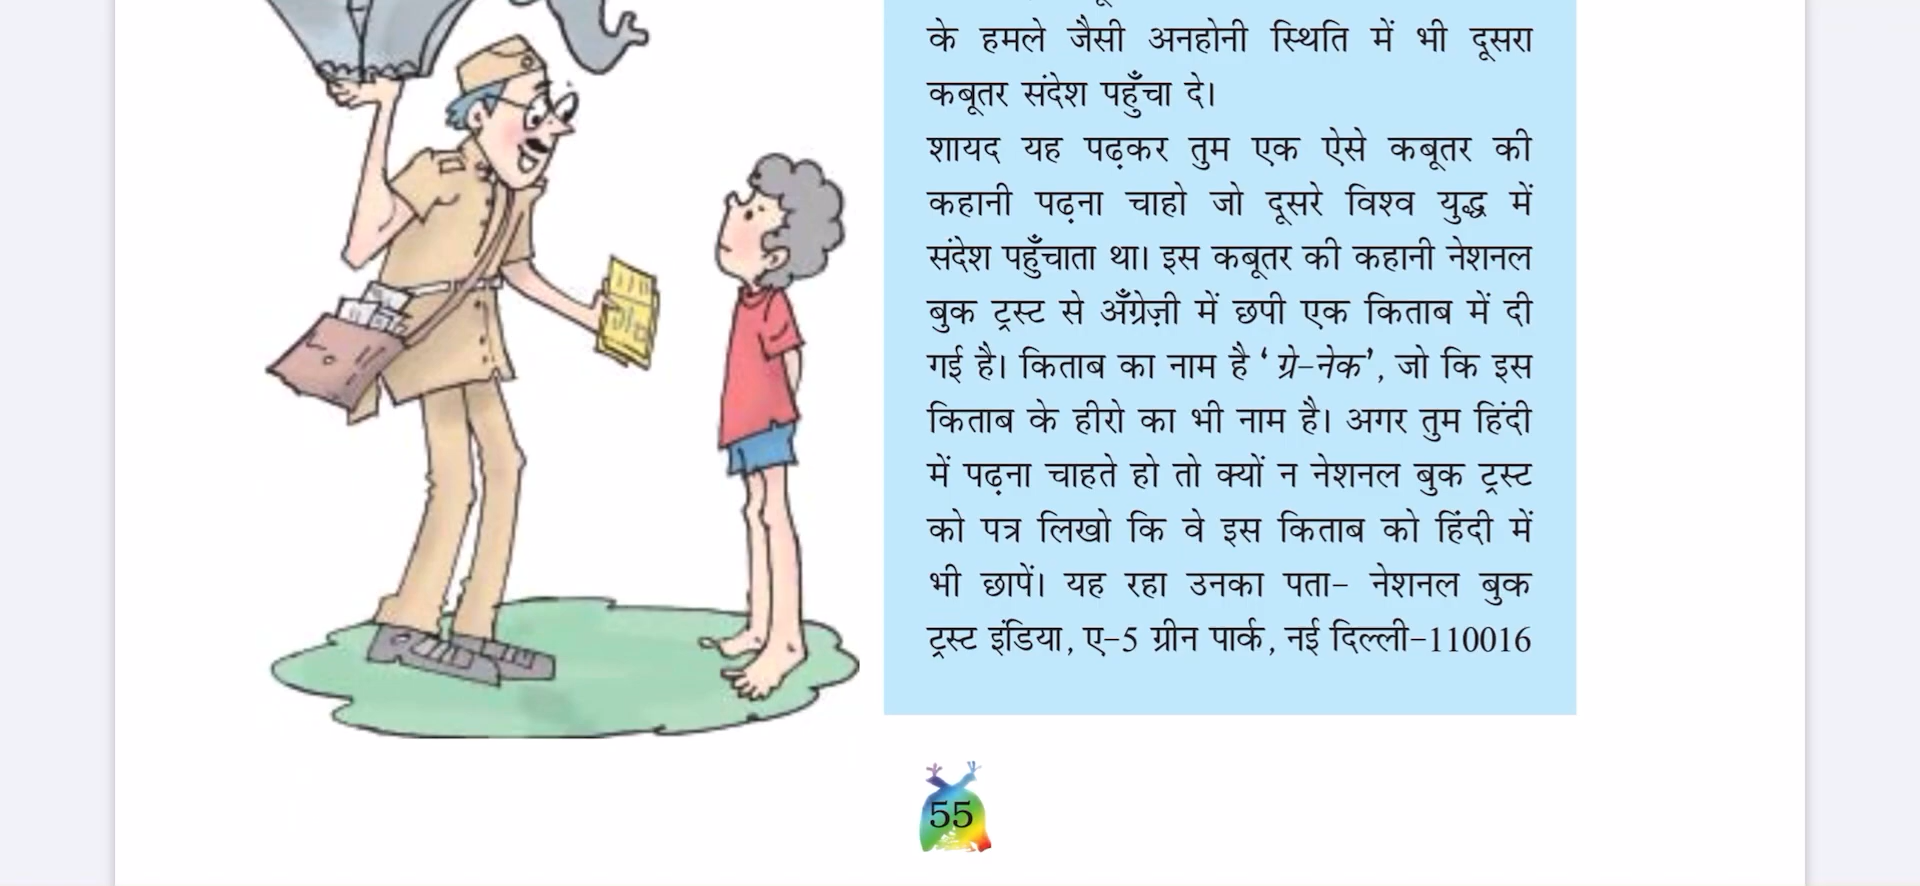 के हमले जैसी अनहोनी स्थिति में भी दूसरा
कबूतर संदेश पहुँचा दे।
शायद यह पढ़कर तुम एक ऐसे कबूतर की
कहानी पढ़ना चाहो जो दूसरे विश्व युद्ध में
संदेश पहुँचाता था। इस कबूतर की कहानी नेशनल
बुक ट्रस्ट से अँग्रेज़ी में छपी एक किताब में दी
गई है। किताब का नाम है ‘ग्रे-नेक’, जो कि इस
किताब के हीरो का भी नाम है। अगर तुम हिंदी
में पढ़ना चाहते हो तो क्यों न नेशनल बुक ट्रस्ट
को पत्र लिखो कि वे इस किताब को हिंदी में
भी छापें। यह रहा उनका पता- नेशनल बुक
ट्रस्ट इंडिया, ए-5 ग्रीन पार्क, नई दिल्ली-110016
55